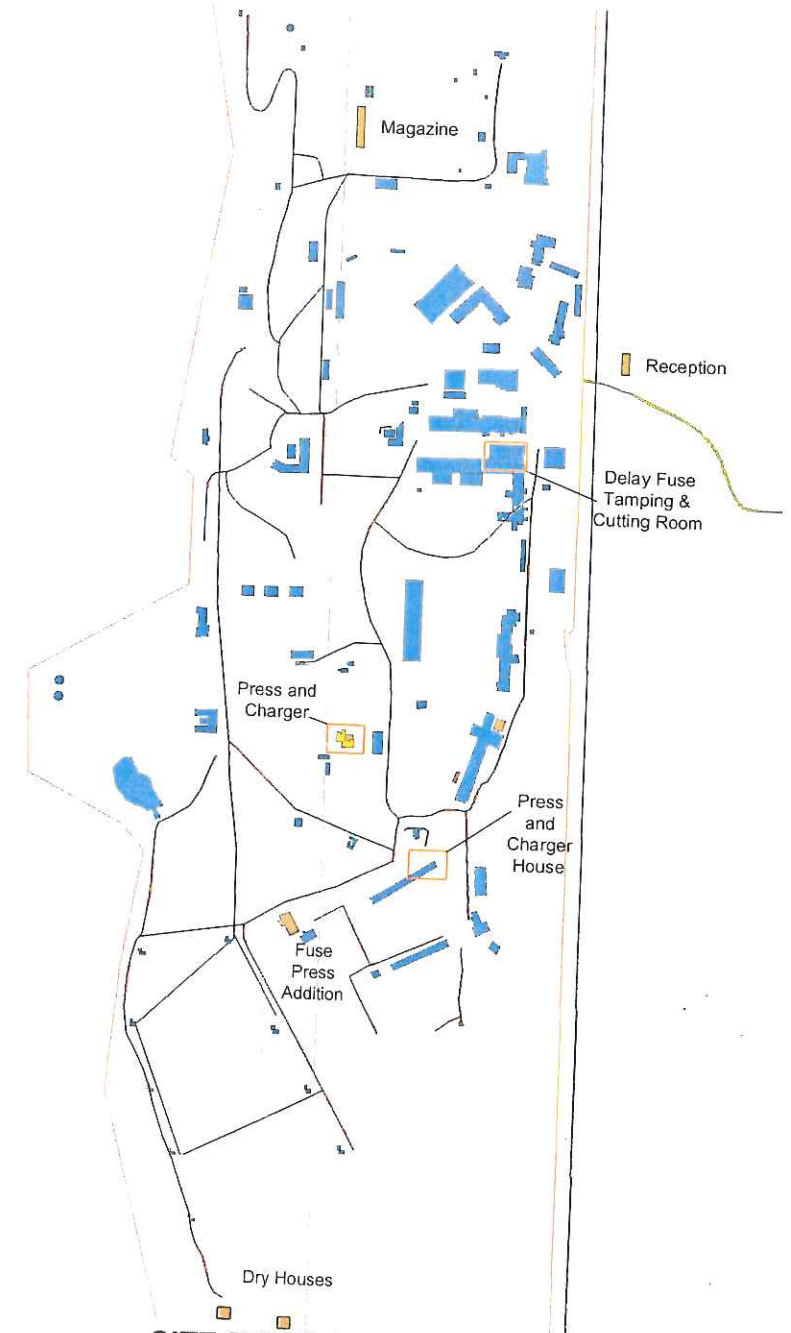 Magazine
Reception
Delay Fuse
Tamping &
Cutting Room
Press and
Charger
Press
and
Charger
House
Fuse
Press
Addition
Dry Houses